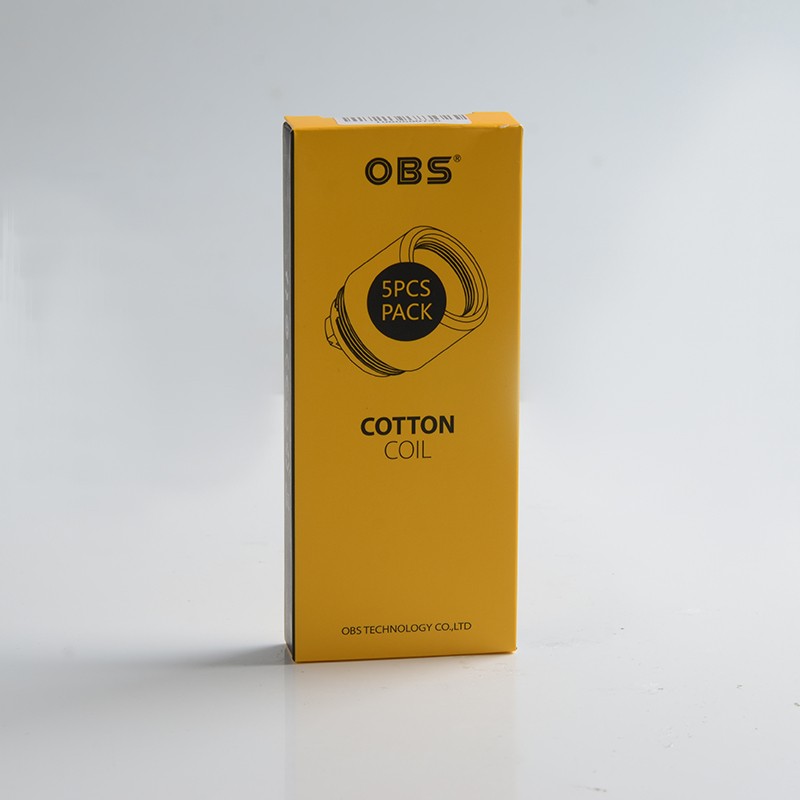 OBS®
5PCS
PACK
COTTON
COIL
OBS TECHNOLOGY CO.,LTD